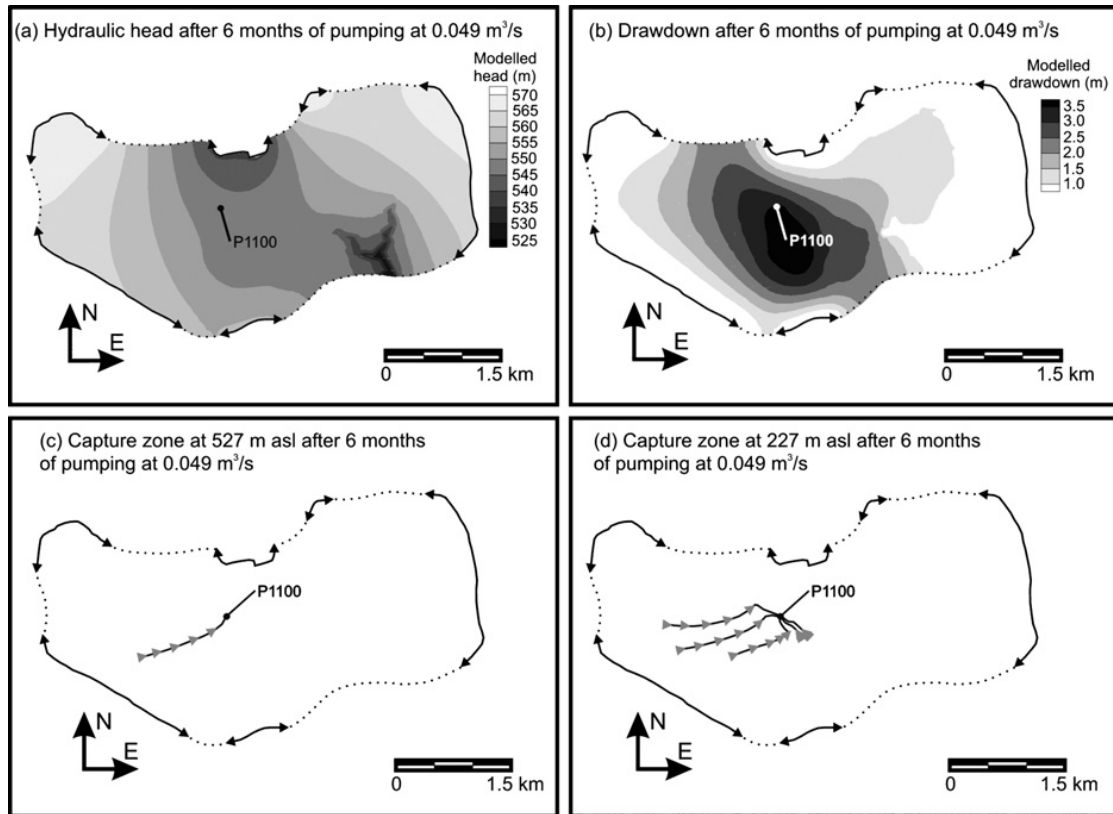 (a) Hydraulic head after 6 months of pumping at 0.049 m³/s
Modelled
head (m)
570
565
560
555
550
545
540
535
530
525
P1100
N
E
0 1.5 km
(b) Drawdown after 6 months of pumping at 0.049 m³/s
Modelled
drawdown (m)
3.5
3.0
2.5
2.0
1.5
1.0
P1100
N
E
0 1.5 km
(c) Capture zone at 527 m asl after 6 months
of pumping at 0.049 m³/s
P1100
N
E
0 1.5 km
(d) Capture zone at 227 m asl after 6 months
of pumping at 0.049 m³/s
P1100
N
E
0 1.5 km